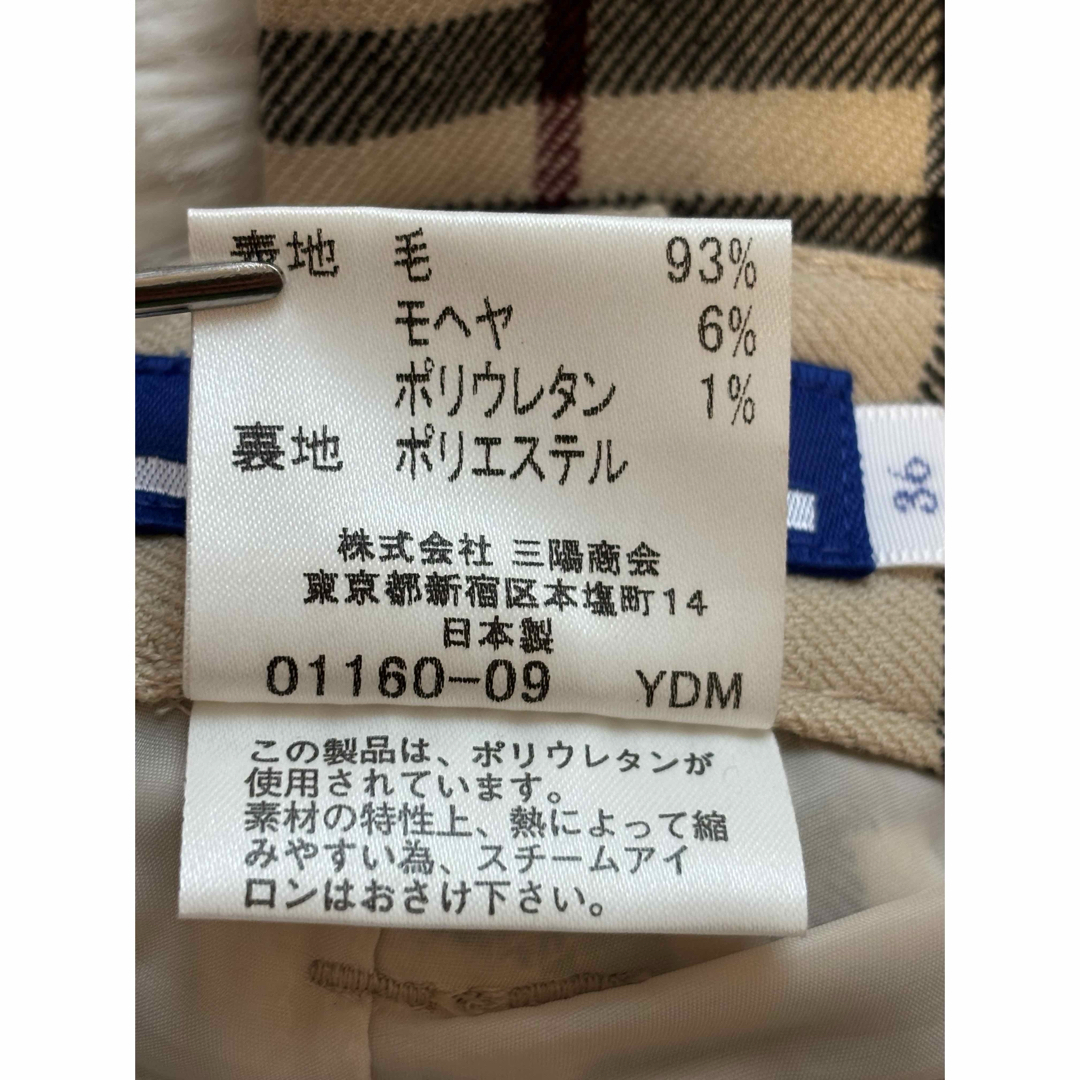 表地 毛 93%
モヘヤ 6%
ポリウレタン 1%
裏地 ポリエステル
株式会社 三陽商会
東京都新宿区本塩町14
日本製
01160-09 YDM
36
この製品は、ポリウレタンが
使用されています。
素材の特性上、熱によって縮
みやすい為、スチームアイ
ロンはおさけ下さい。